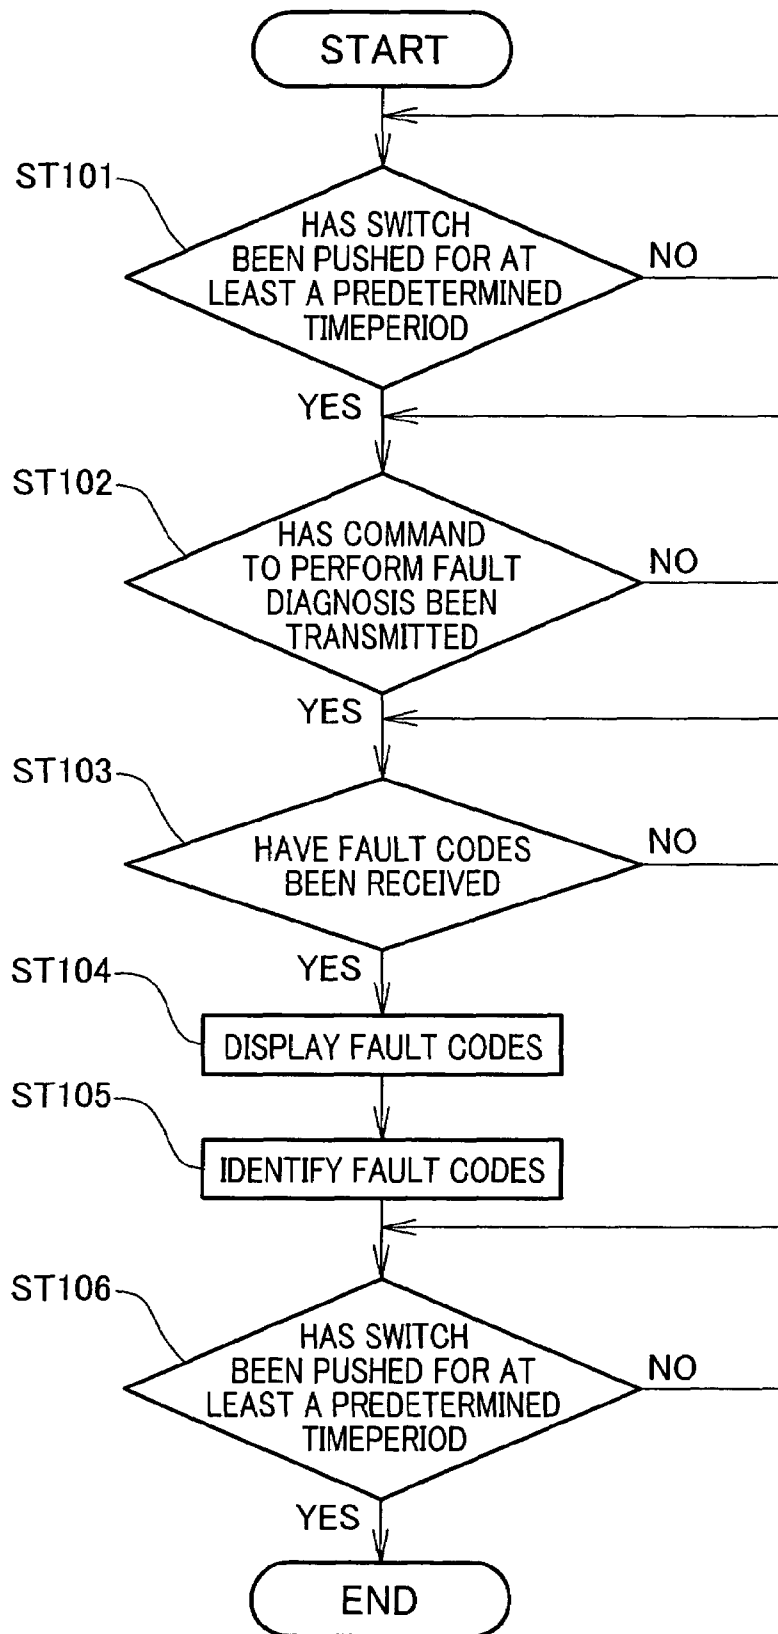 START
ST101
HAS SWITCH
BEEN PUSHED FOR AT
LEAST A PREDETERMINED
TIMEPERIOD
NO
YES
ST102
HAS COMMAND
TO PERFORM FAULT
DIAGNOSIS BEEN
TRANSMITTED
NO
YES
ST103
HAVE FAULT CODES
BEEN RECEIVED
NO
YES
ST104
DISPLAY FAULT CODES
ST105
IDENTIFY FAULT CODES
ST106
HAS SWITCH
BEEN PUSHED FOR AT
LEAST A PREDETERMINED
TIMEPERIOD
NO
YES
END